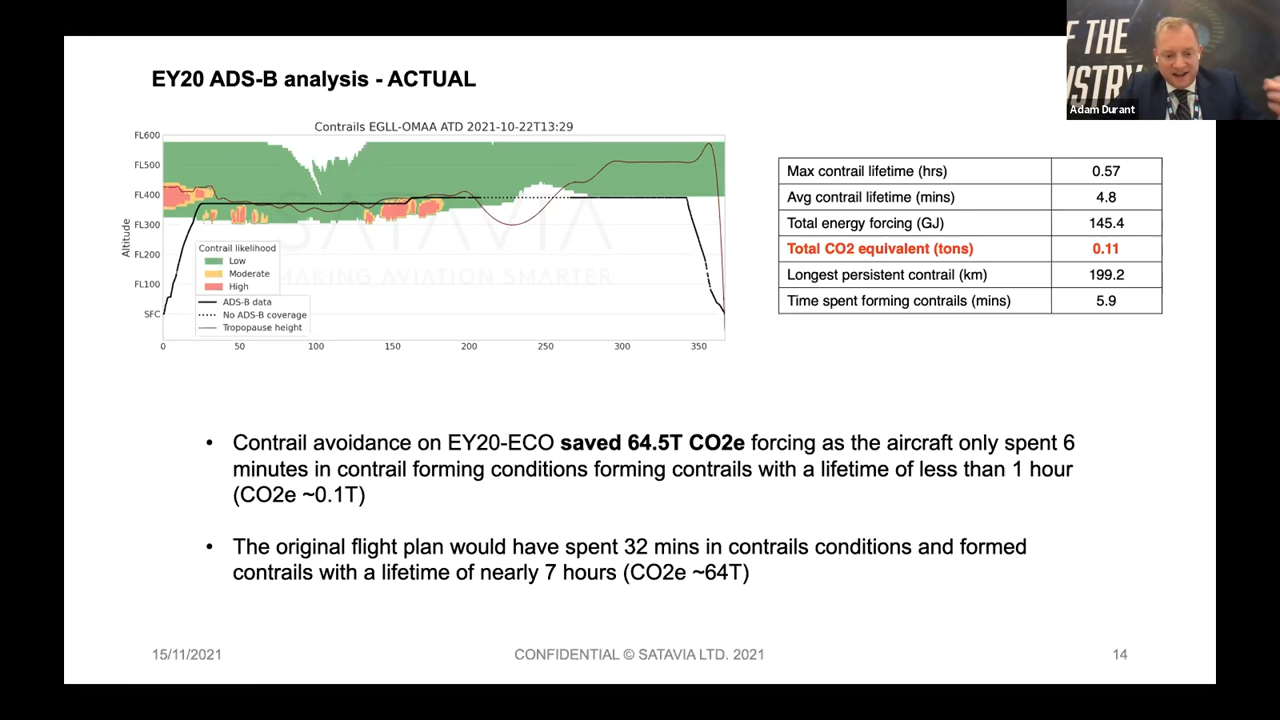 F THE
ISTRY
Adam Durant
EY20 ADS-B analysis - ACTUAL
Contrails EGLL-OMAA ATD 2021-10-22T13:29
FL600
FL500
FL400
FL300
FL200
FL100
SFC
Altitude
SATAVIA
MAKING AVIATION SMARTER
Contrail likelihood
Low
Moderate
High
ADS-B data
No ADS-B coverage
Tropopause height
0 50 100 150 200 250 300 350
Max contrail lifetime (hrs) 0.57
Avg contrail lifetime (mins) 4.8
Total energy forcing (GJ) 145.4
Total CO2 equivalent (tons) 0.11
Longest persistent contrail (km) 199.2
Time spent forming contrails (mins) 5.9
• Contrail avoidance on EY20-ECO saved 64.5T CO2e forcing as the aircraft only spent 6
minutes in contrail forming conditions forming contrails with a lifetime of less than 1 hour
(CO2e ~0.1T)
• The original flight plan would have spent 32 mins in contrails conditions and formed
contrails with a lifetime of nearly 7 hours (CO2e ~64T)
15/11/2021 CONFIDENTIAL © SATAVIA LTD. 2021 14